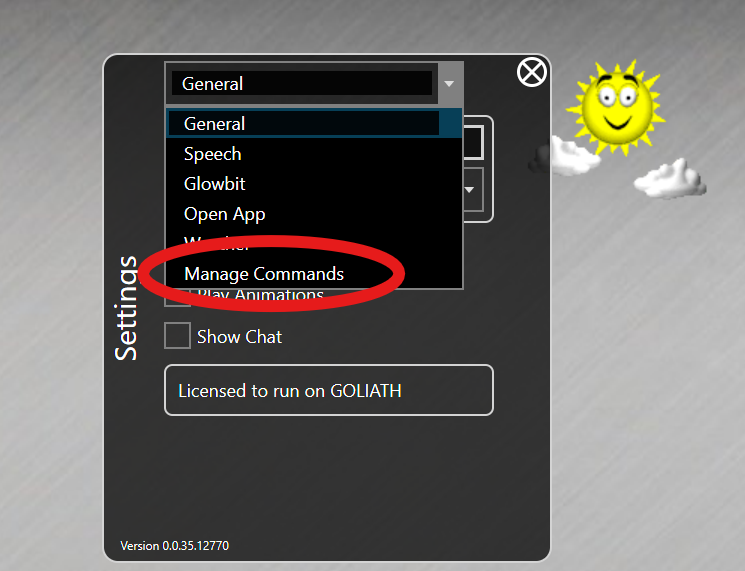 General
General
Speech
Glowbit
Open App
Manage Commands
Play Animations
Show Chat
Settings
Licensed to run on GOLIATH
Version 0.0.35.12770